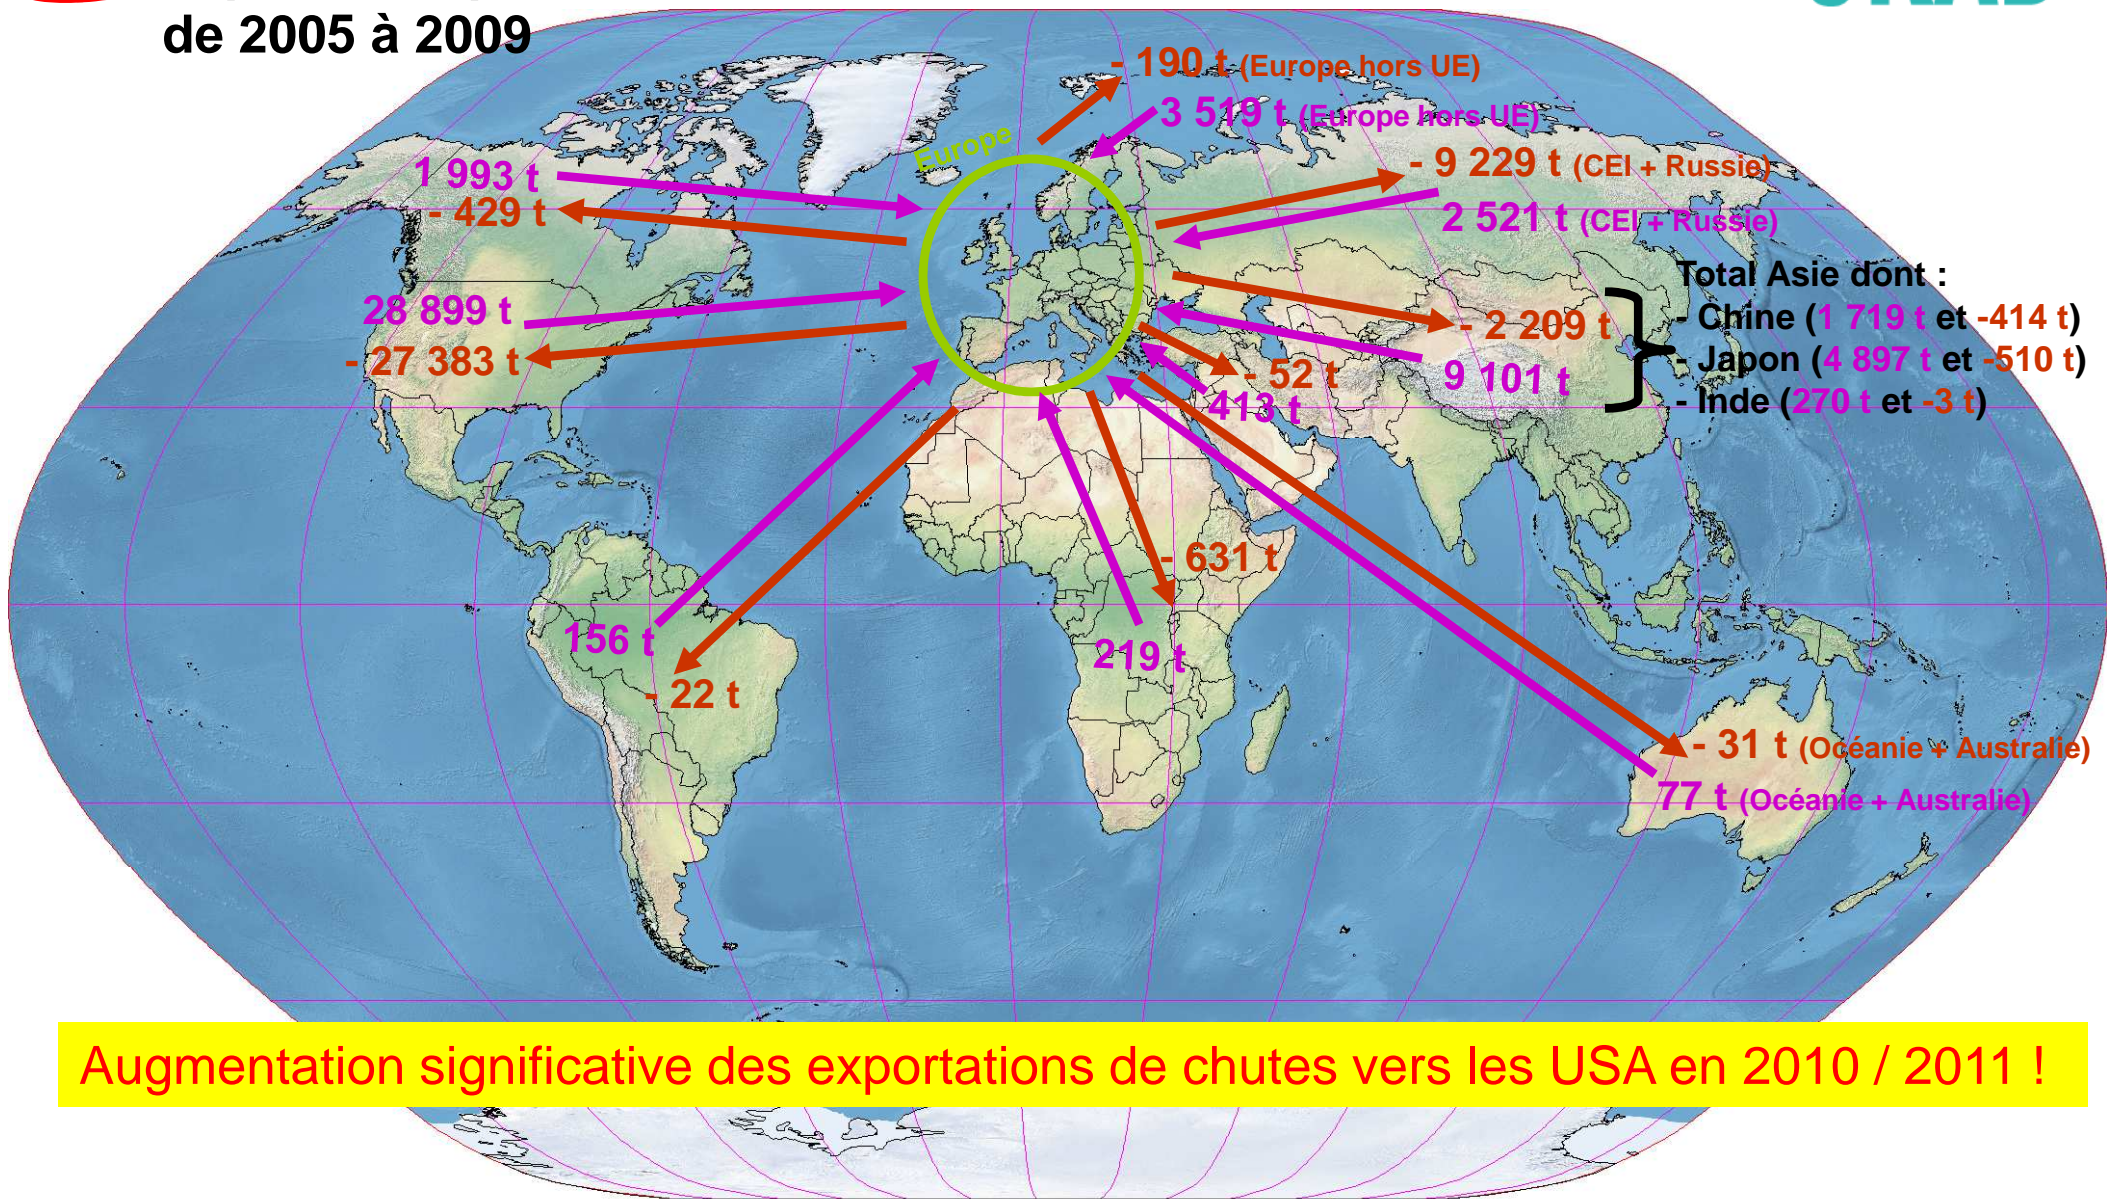 de 2005 à 2009
- 190 t (Europe hors UE)
3 519 t (Europe hors UE)
Europe
- 9 229 t (CEI + Russie)
2 521 t (CEI + Russie)
1 993 t
- 429 t
28 899 t
- 27 383 t
Total Asie dont :
- Chine (1 719 t et -414 t)
- Japon (4 897 t et -510 t)
- Inde (270 t et -3 t)
- 2 209 t
9 101 t
- 52 t
413 t
- 631 t
219 t
156 t
- 22 t
- 31 t (Océanie + Australie)
77 t (Océanie + Australie)
Augmentation significative des exportations de chutes vers les USA en 2010 / 2011 !